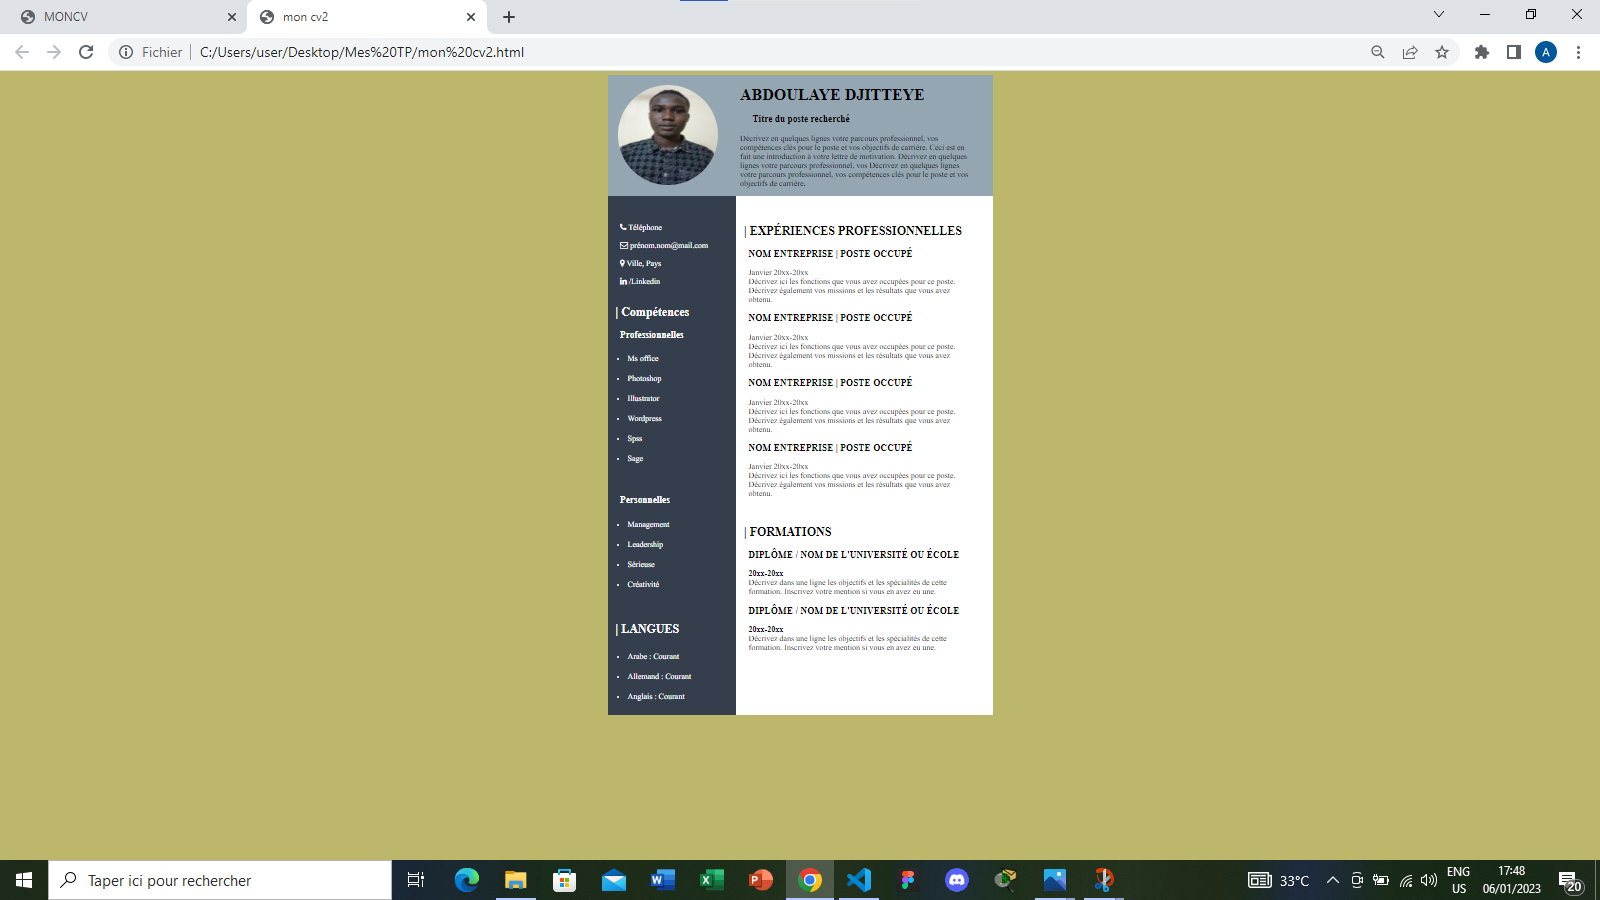 MONCV
mon cv2
Fichier
C:/Users/user/Desktop/Mes%20TP/mon%20cv2.html
A
ABDOULAYE DJITTEYE
Titre du poste recherché
Décrivez en quelques lignes votre parcours professionnel, vos
compétences clés pour le poste et vos objectifs de carrière. Ceci est en
fait une introduction à votre lettre de motivation. Décrivez en quelques
lignes votre parcours professionnel, vos Décrivez en quelques lignes
votre parcours professionnel, vos compétences clés pour le poste et vos
objectifs de carrière.
Téléphone
prénom.nom@mail.com
Ville, Pays
/Linkedin
| Compétences
Professionnelles
• Ms office
• Photoshop
• Illustrator
• Wordpress
• Spss
• Sage
Personnelles
• Management
• Leadership
• Sérieuse
• Créativité
| LANGUES
• Arabe : Courant
• Allemand : Courant
• Anglais : Courant
| EXPÉRIENCES PROFESSIONNELLES
NOM ENTREPRISE | POSTE OCCUPÉ
Janvier 20xx-20xx
Décrivez ici les fonctions que vous avez occupées pour ce poste.
Décrivez également vos missions et les résultats que vous avez
obtenu.
NOM ENTREPRISE | POSTE OCCUPÉ
Janvier 20xx-20xx
Décrivez ici les fonctions que vous avez occupées pour ce poste.
Décrivez également vos missions et les résultats que vous avez
obtenu.
NOM ENTREPRISE | POSTE OCCUPÉ
Janvier 20xx-20xx
Décrivez ici les fonctions que vous avez occupées pour ce poste.
Décrivez également vos missions et les résultats que vous avez
obtenu.
NOM ENTREPRISE | POSTE OCCUPÉ
Janvier 20xx-20xx
Décrivez ici les fonctions que vous avez occupées pour ce poste.
Décrivez également vos missions et les résultats que vous avez
obtenu.
| FORMATIONS
DIPLÔME / NOM DE L'UNIVERSITÉ OU ÉCOLE
20xx-20xx
Décrivez dans une ligne les objectifs et les spécialités de cette
formation. Inscrivez votre mention si vous en avez eu une.
DIPLÔME / NOM DE L'UNIVERSITÉ OU ÉCOLE
20xx-20xx
Décrivez dans une ligne les objectifs et les spécialités de cette
formation. Inscrivez votre mention si vous en avez eu une.
Taper ici pour rechercher
33°C
ENG
US
17:48
06/01/2023
20